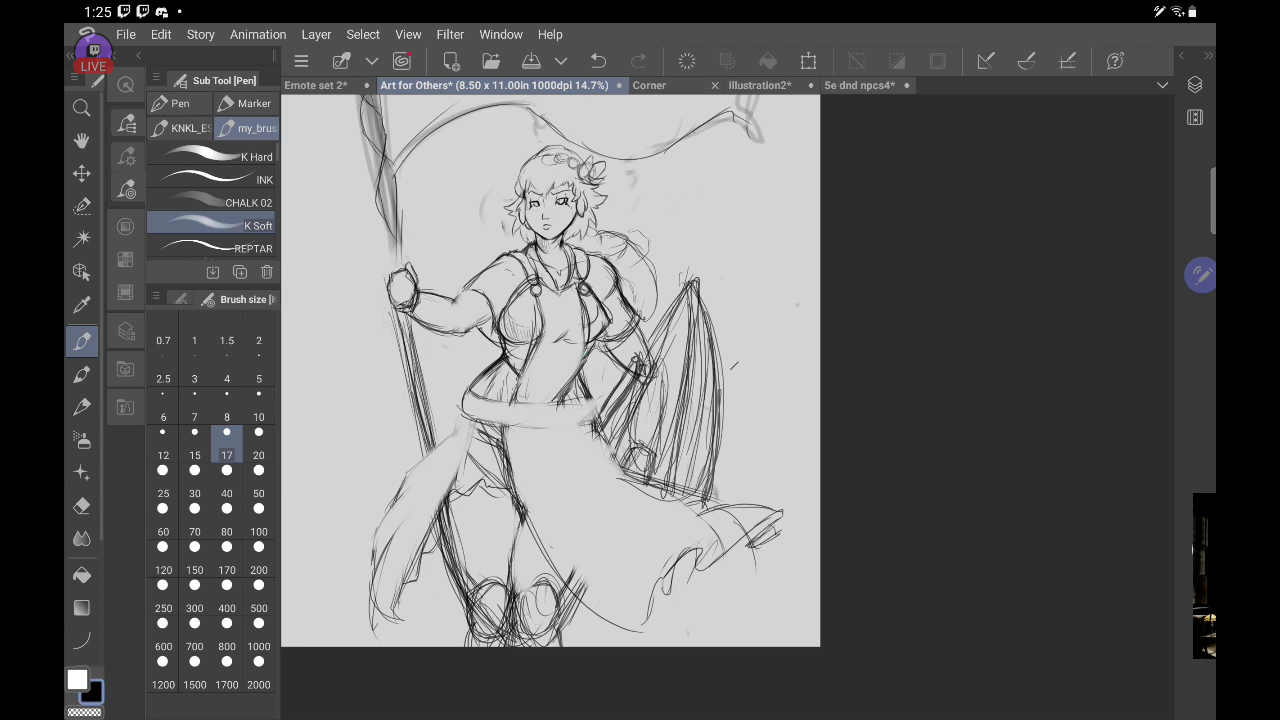 1:25
LIVE
File Edit Story Animation Layer Select View Filter Window Help
Sub Tool [Pen]
Emote set 2* Art for Others* (8.50 x 11.00in 1000dpi 14.7%) Corner Illustration2* 5e dnd npcs4*
Pen Marker
KNKL_ES my_brus
K Hard
INK
CHALK 02
K Soft
REPTAR
Brush size [K
0.7 1 1.5 2
2.5 3 4 5
6 7 8 10
12 15 17 20
25 30 40 50
60 70 80 100
120 150 170 200
250 300 400 500
600 700 800 1000
1200 1500 1700 2000